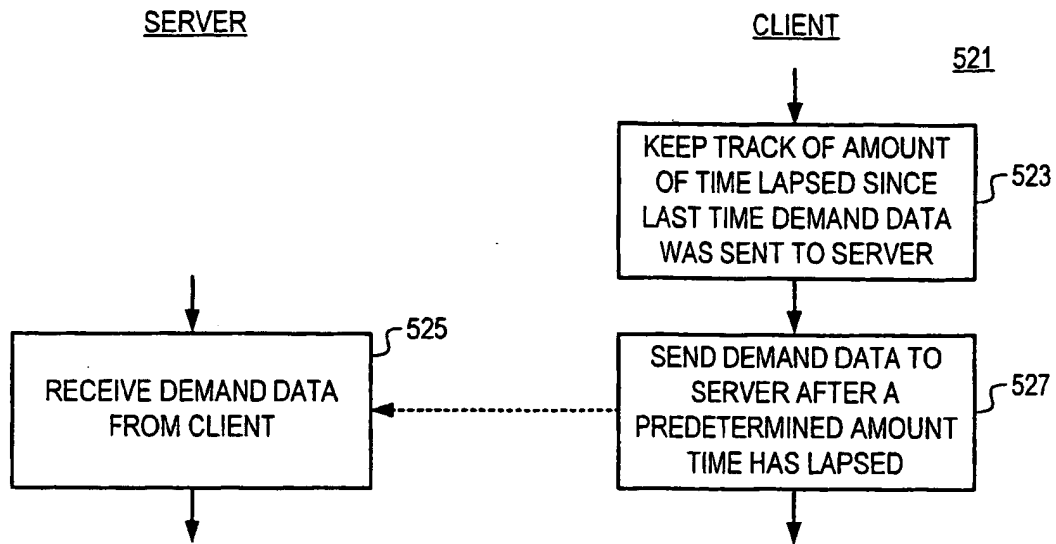 SERVER
CLIENT
521
KEEP TRACK OF AMOUNT
OF TIME LAPSED SINCE
LAST TIME DEMAND DATA
WAS SENT TO SERVER
523
525
RECEIVE DEMAND DATA
FROM CLIENT
SEND DEMAND DATA TO
SERVER AFTER A
PREDETERMINED AMOUNT
TIME HAS LAPSED
527